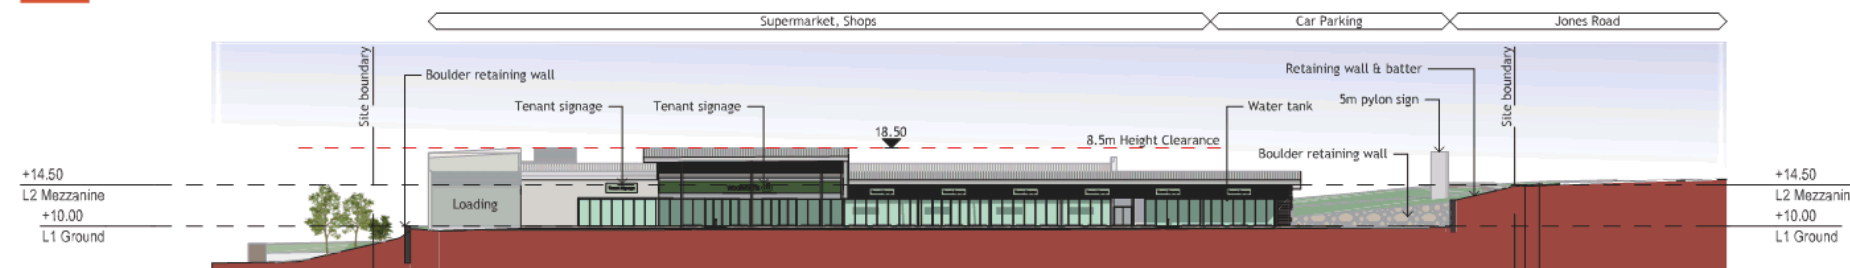 Supermarket, Shops
Car Parking
Jones Road
Site boundary
Boulder retaining wall
Tenant signage
Tenant signage
18.50
8.5m Height Clearance
Water tank
Retaining wall & batter
5m pylon sign
Boulder retaining wall
Site boundary
+14.50
L2 Mezzanine
+10.00
L1 Ground
Loading
+14.50
L2 Mezzanin
+10.00
L1 Ground